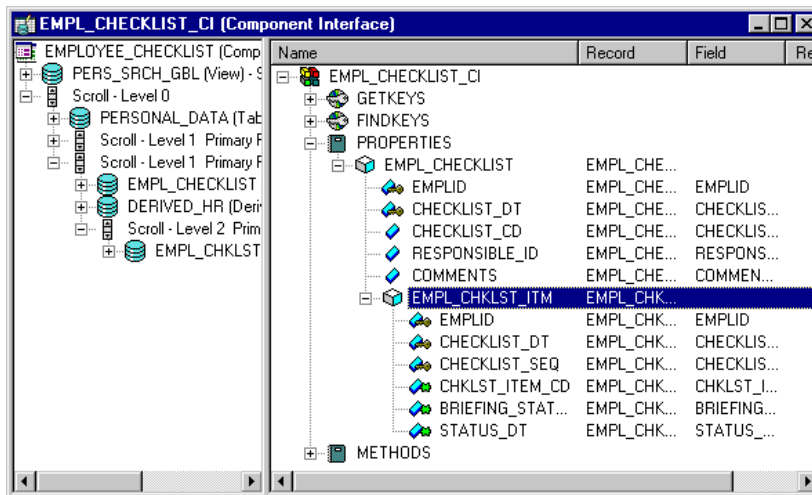 EMPL_CHECKLIST_CI (Component Interface)
EMPLOYEE_CHECKLIST (Comp
PERS_SRCH_GBL (View) - S
Scroll - Level 0
PERSONAL_DATA (Tab
Scroll - Level 1 Primary F
Scroll - Level 1 Primary F
EMPL_CHECKLIST
DERIVED_HR (Deri
Scroll - Level 2 Prim
EMPL_CHKLST
Name Record Field Re
EMPL_CHECKLIST_CI
GETKEYS
FINDKEYS
PROPERTIES
EMPL_CHECKLIST EMPL_CHE...
EMPLID EMPL_CHE... EMPLID
CHECKLIST_DT EMPL_CHE... CHECKLIS...
CHECKLIST_CD EMPL_CHE... CHECKLIS...
RESPONSIBLE_ID EMPL_CHE... RESPONS...
COMMENTS EMPL_CHE... COMMEN...
EMPL_CHKLST_ITM EMPL_CHK...
EMPLID EMPL_CHK... EMPLID
CHECKLIST_DT EMPL_CHK... CHECKLIS...
CHECKLIST_SEQ EMPL_CHK... CHECKLIS...
CHKLST_ITEM_CD EMPL_CHK... CHKLST_I...
BRIEFING_STAT... EMPL_CHK... BRIEFING...
STATUS_DT EMPL_CHK... STATUS_...
METHODS